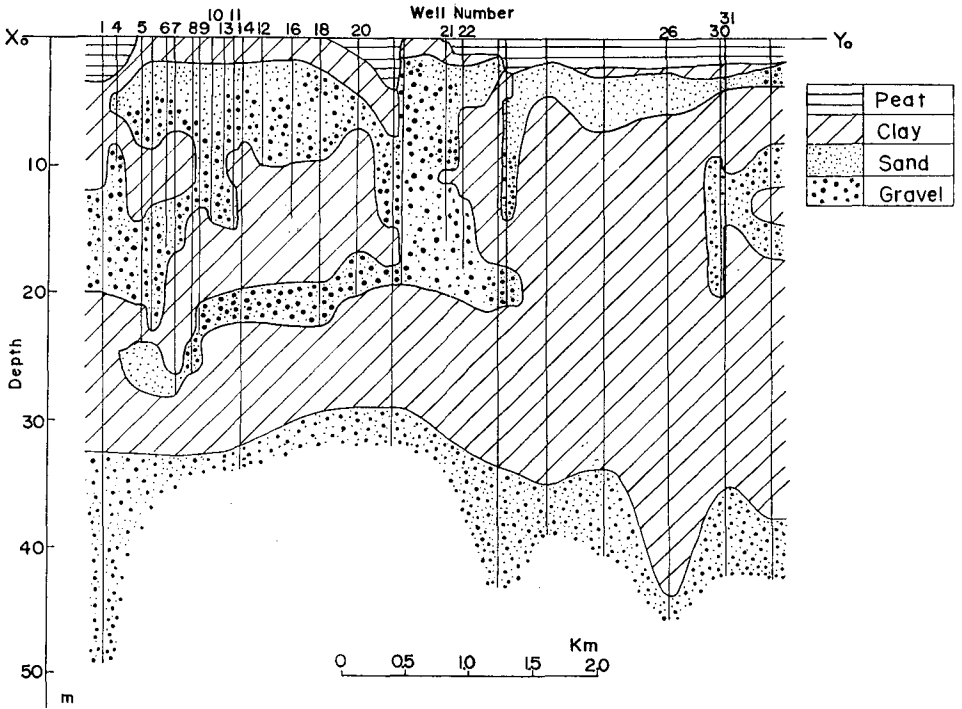 Well Number
X₀ 1 4 5 6 7 8 9 10 13 11 14 12 16 18 20 21 22 26 30 31 Y₀
10
20
30
40
50
m
Depth
Peat
Clay
Sand
Gravel
Km
0 0.5 1.0 1.5 2.0